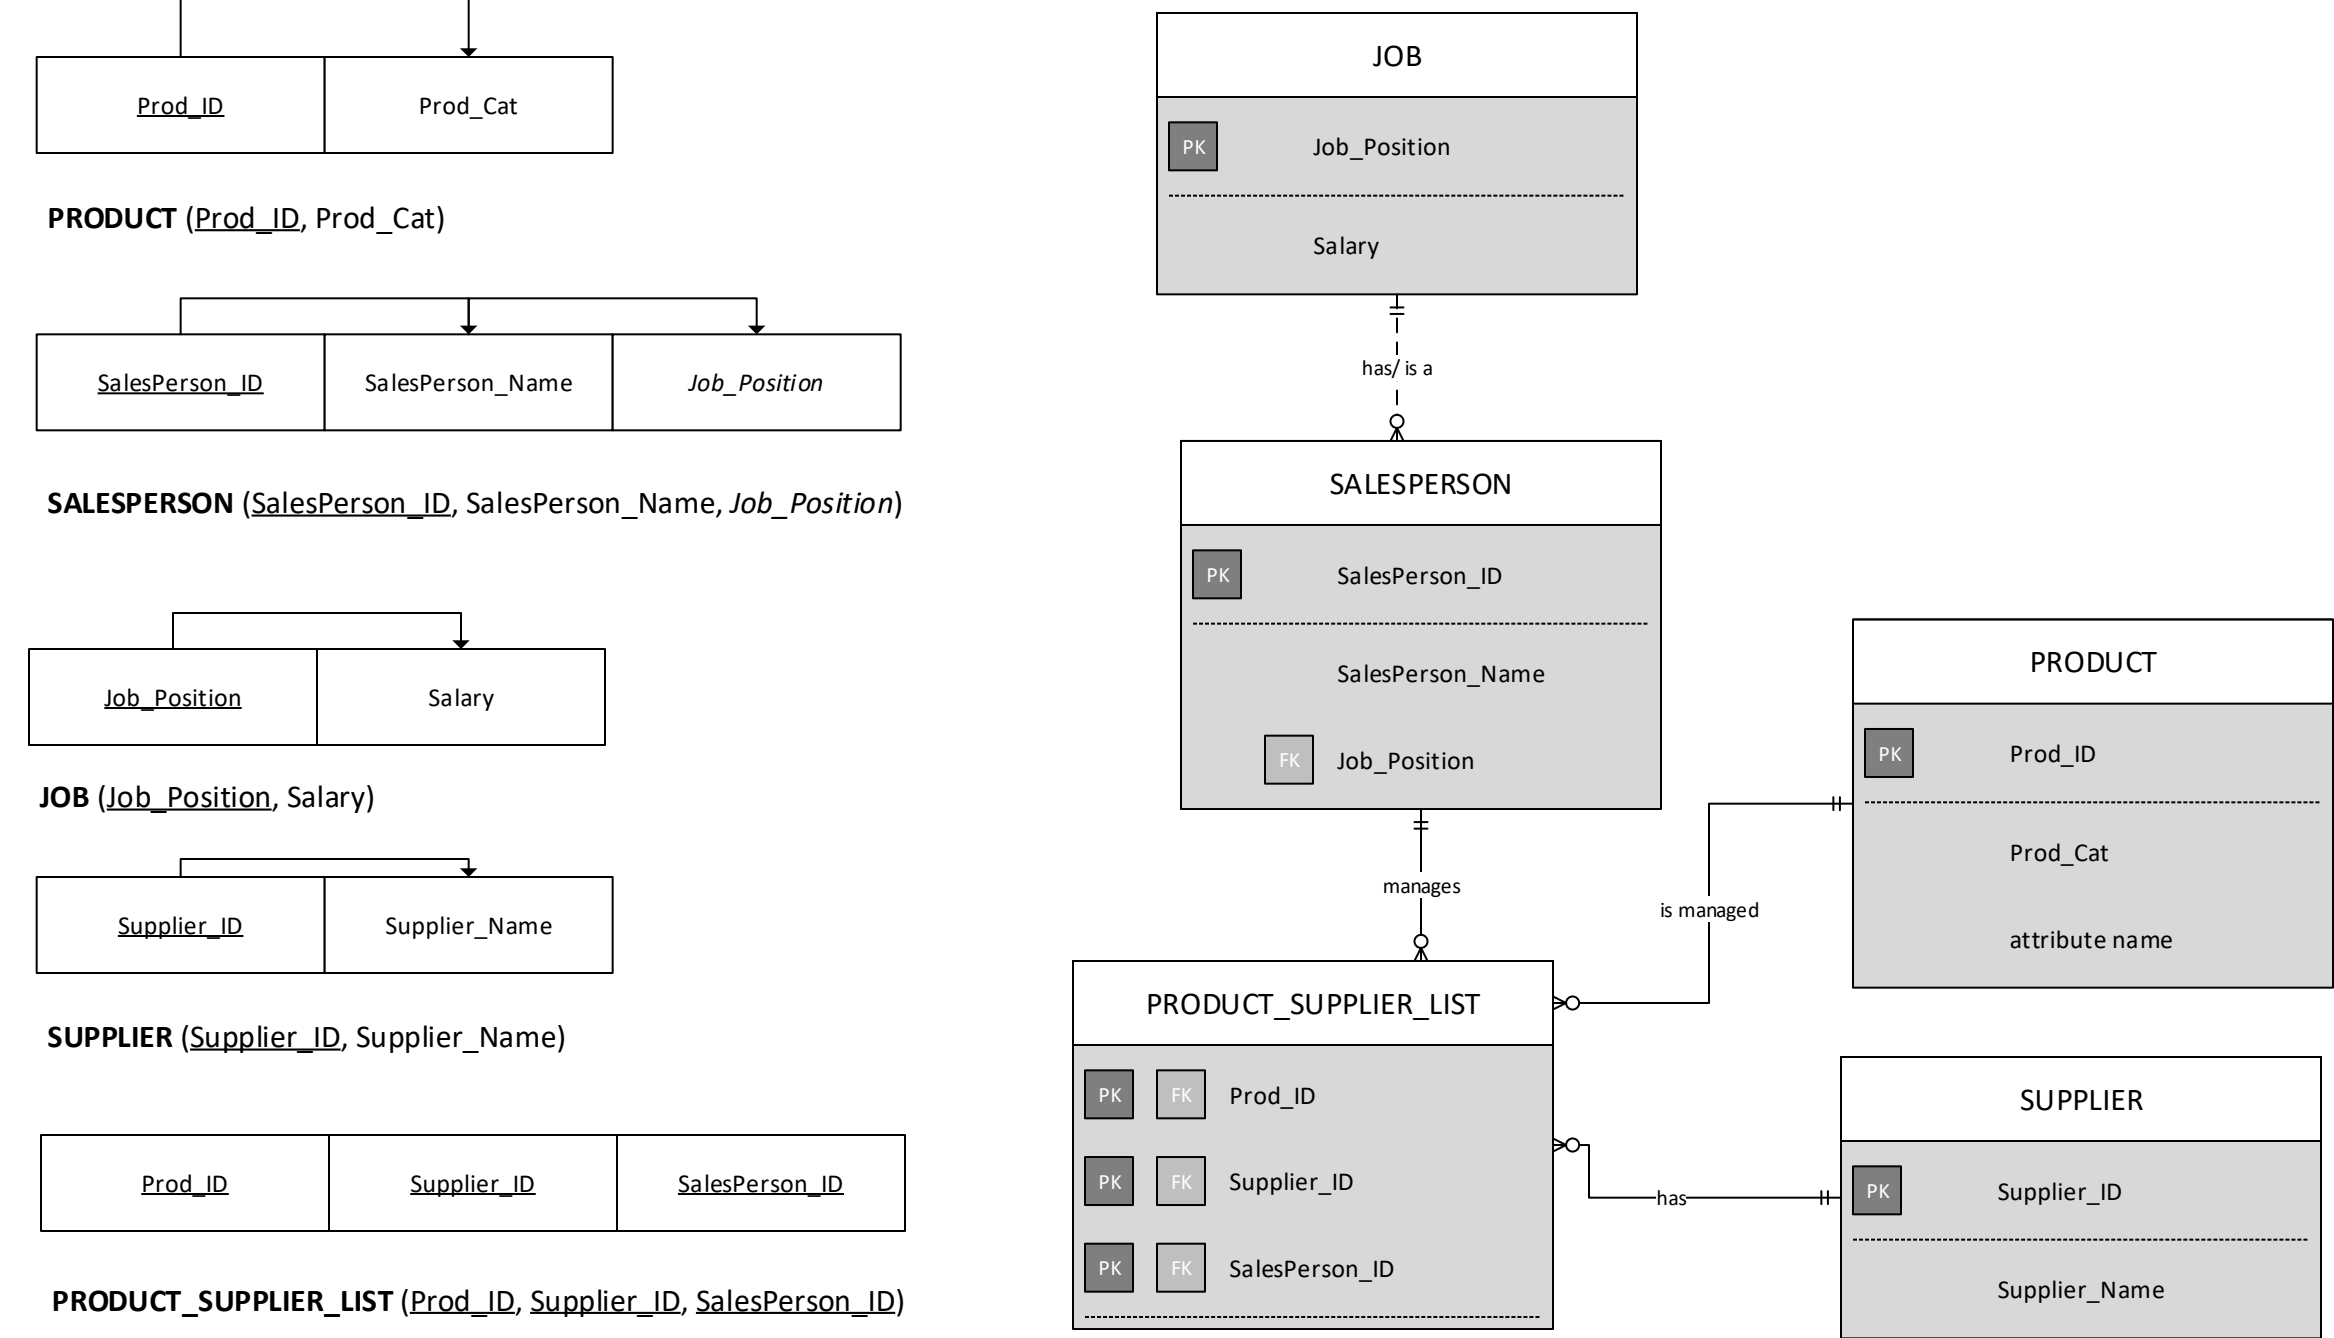 Prod_ID
Prod_Cat
PRODUCT (Prod_ID, Prod_Cat)
SalesPerson_ID
SalesPerson_Name
Job_Position
SALESPERSON (SalesPerson_ID, SalesPerson_Name, Job_Position)
Job_Position
Salary
JOB (Job_Position, Salary)
Supplier_ID
Supplier_Name
SUPPLIER (Supplier_ID, Supplier_Name)
Prod_ID
Supplier_ID
SalesPerson_ID
PRODUCT_SUPPLIER_LIST (Prod_ID, Supplier_ID, SalesPerson_ID)
JOB
PK Job_Position
Salary
has/ is a
SALESPERSON
PK SalesPerson_ID
SalesPerson_Name
FK Job_Position
manages
is managed
PRODUCT
PK Prod_ID
Prod_Cat
attribute name
PRODUCT_SUPPLIER_LIST
PK FK Prod_ID
PK FK Supplier_ID
PK FK SalesPerson_ID
has
SUPPLIER
PK Supplier_ID
Supplier_Name